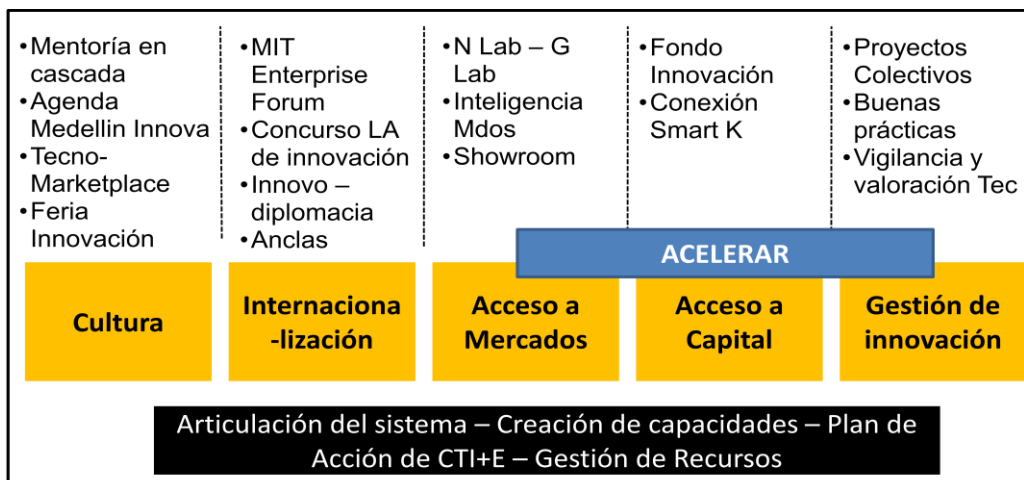 •Mentoría en
cascada
•Agenda
Medellin Innova
•Tecno-
Marketplace
•Feria
Innovación
•MIT
Enterprise
Forum
•Concurso LA
de innovación
•Innovo –
diplomacia
•Anclas
•N Lab – G
Lab
•Inteligencia
Mdos
•Showroom
•Fondo
Innovación
•Conexión
Smart K
•Proyectos
Colectivos
•Buenas
prácticas
•Vigilancia y
valoración Tec
ACELERAR
Cultura
Internaciona
-lización
Acceso a
Mercados
Acceso a
Capital
Gestión de
innovación
Articulación del sistema – Creación de capacidades – Plan de
Acción de CTI+E – Gestión de Recursos